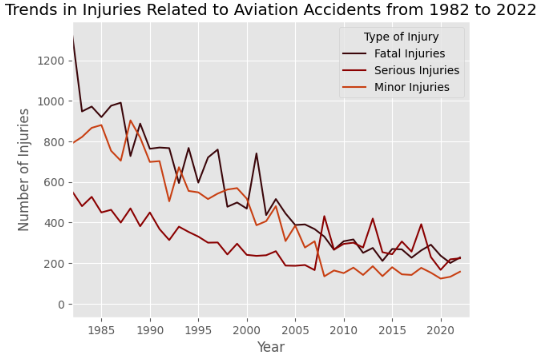 Trends in Injuries Related to Aviation Accidents from 1982 to 2022
Type of Injury
Fatal Injuries
Serious Injuries
Minor Injuries
Number of Injuries
1200
1000
800
600
400
200
0
1985 1990 1995 2000 2005 2010 2015 2020
Year